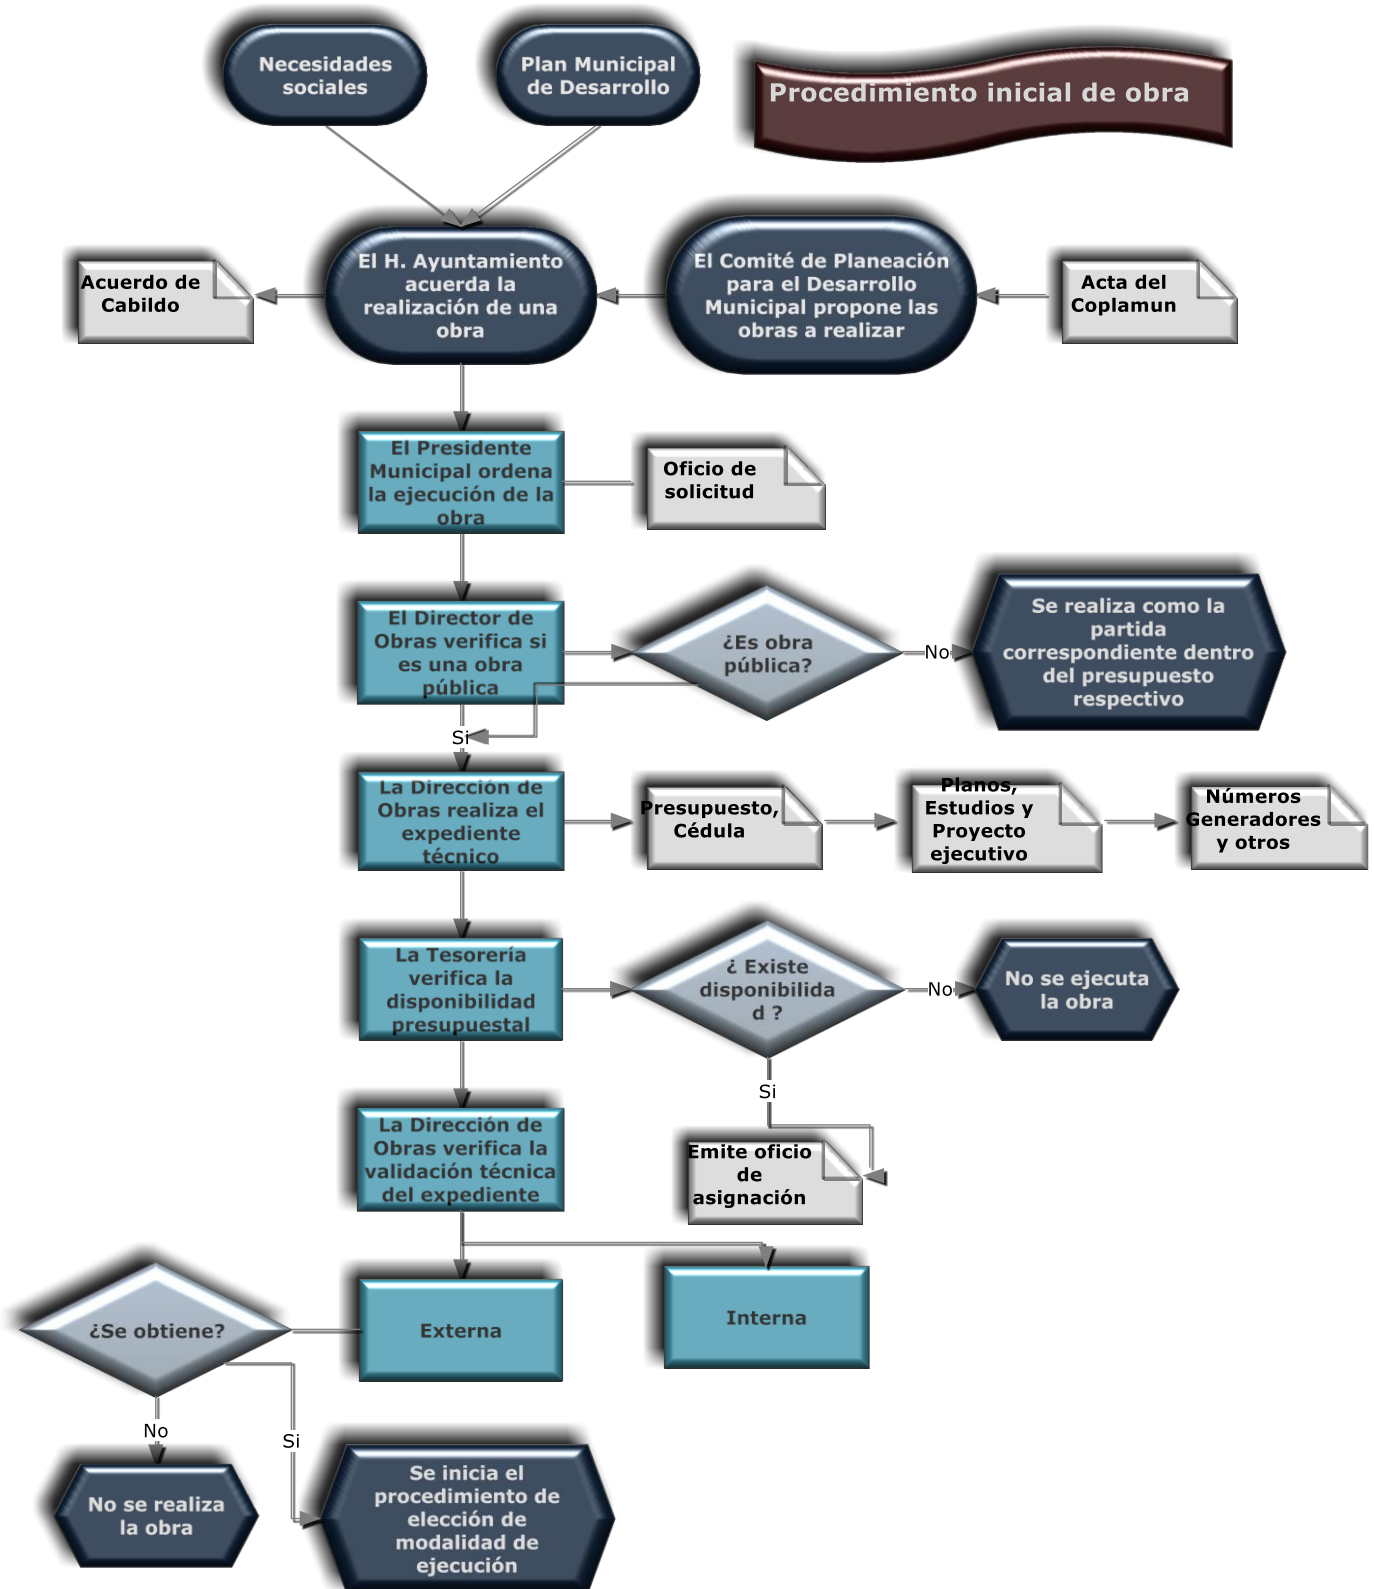 Necesidades
sociales
Plan Municipal
de Desarrollo
Procedimiento inicial de obra
Acuerdo de
Cabildo
El H. Ayuntamiento
acuerda la
realización de una
obra
El Comité de Planeación
para el Desarrollo
Municipal propone las
obras a realizar
Acta del
Coplamun
El Presidente
Municipal ordena
la ejecución de la
obra
Oficio de
solicitud
El Director de
Obras verifica si
es una obra
pública
¿Es obra
pública?
No
Se realiza como la
partida
correspondiente dentro
del presupuesto
respectivo
Si
La Dirección de
Obras realiza el
expediente
técnico
Presupuesto,
Cédula
Planos,
Estudios y
Proyecto
ejecutivo
Números
Generadores
y otros
La Tesorería
verifica la
disponibilidad
presupuestal
¿ Existe
disponibilida
d ?
No
No se ejecuta
la obra
Si
La Dirección de
Obras verifica la
validación técnica
del expediente
Emite oficio
de
asignación
¿Se obtiene?
Externa
Interna
No
Si
No se realiza
la obra
Se inicia el
procedimiento de
elección de
modalidad de
ejecución